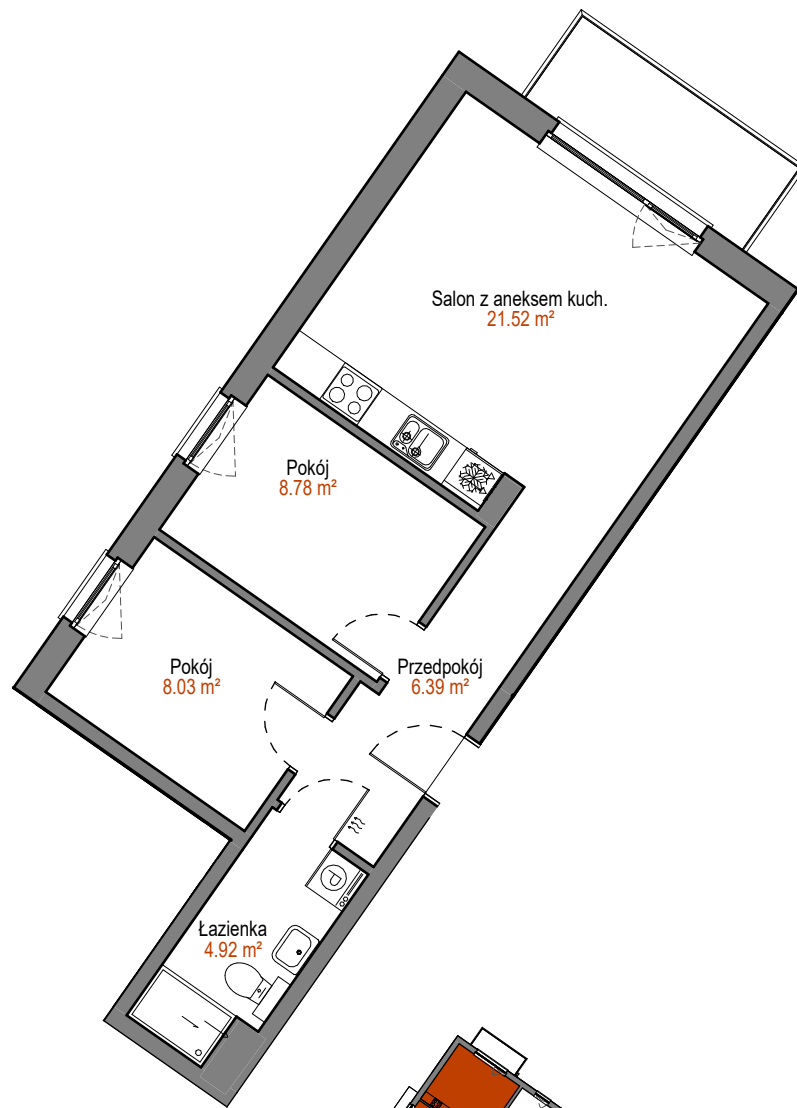 Salon z aneksem kuch.
21.52 m²
Pokój
8.78 m²
Pokój
8.03 m²
Przedpokój
6.39 m²
Łazienka
4.92 m²